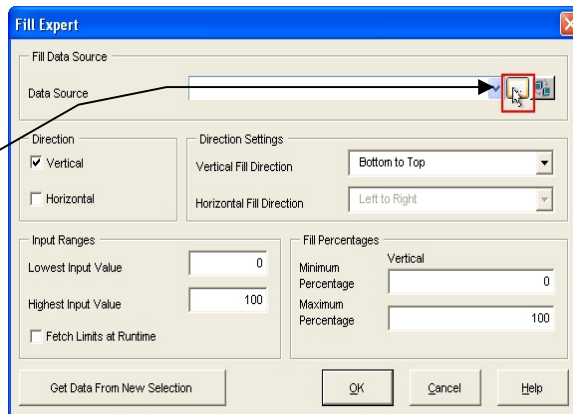 Fill Expert
Fill Data Source
Data Source
...
Direction
Vertical
Horizontal
Direction Settings
Vertical Fill Direction
Bottom to Top
Horizontal Fill Direction
Left to Right
Input Ranges
Lowest Input Value
0
Highest Input Value
100
Fetch Limits at Runtime
Fill Percentages
Vertical
Minimum
Percentage
0
Maximum
Percentage
100
Get Data From New Selection
OK
Cancel
Help